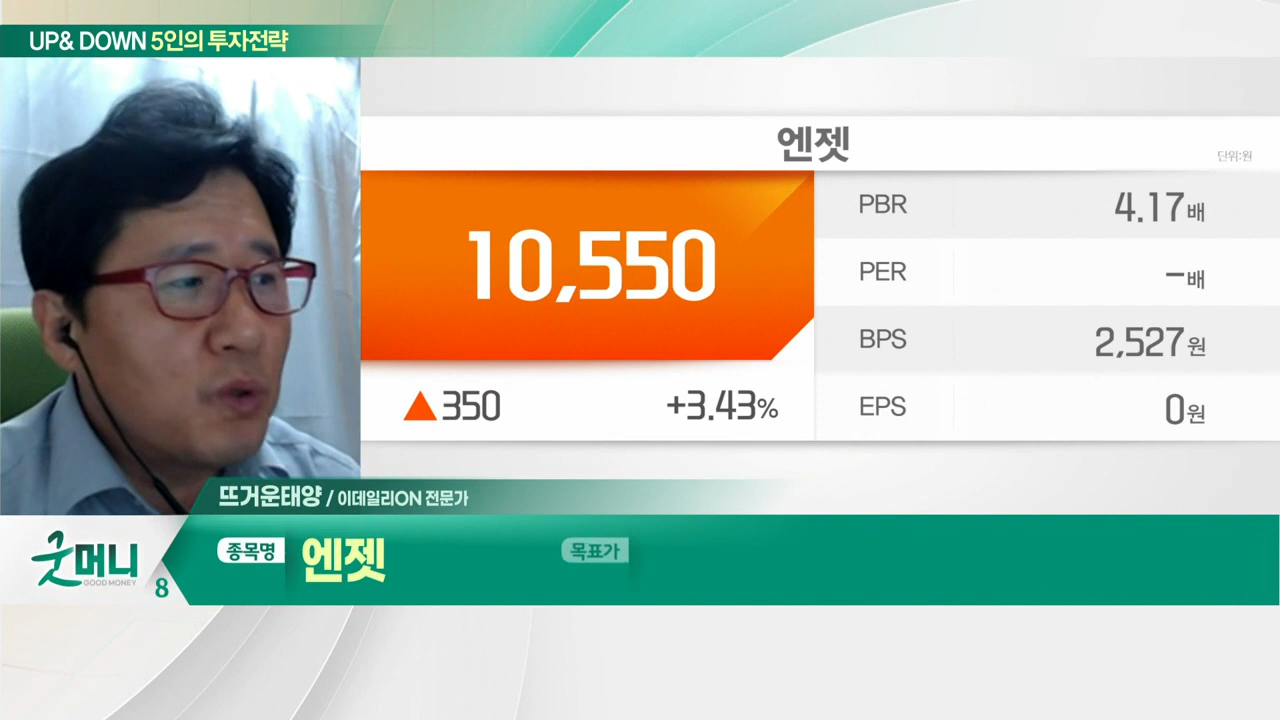 UP& DOWN 5인의 투자전략
엔젯
단위:원
10,550
▲350 +3.43%
PBR 4.17배
PER -배
BPS 2,527원
EPS 0원
뜨거운태양 / 이데일리ON 전문가
굿머니
GOOD MONEY
8
종목명 엔젯 목표가